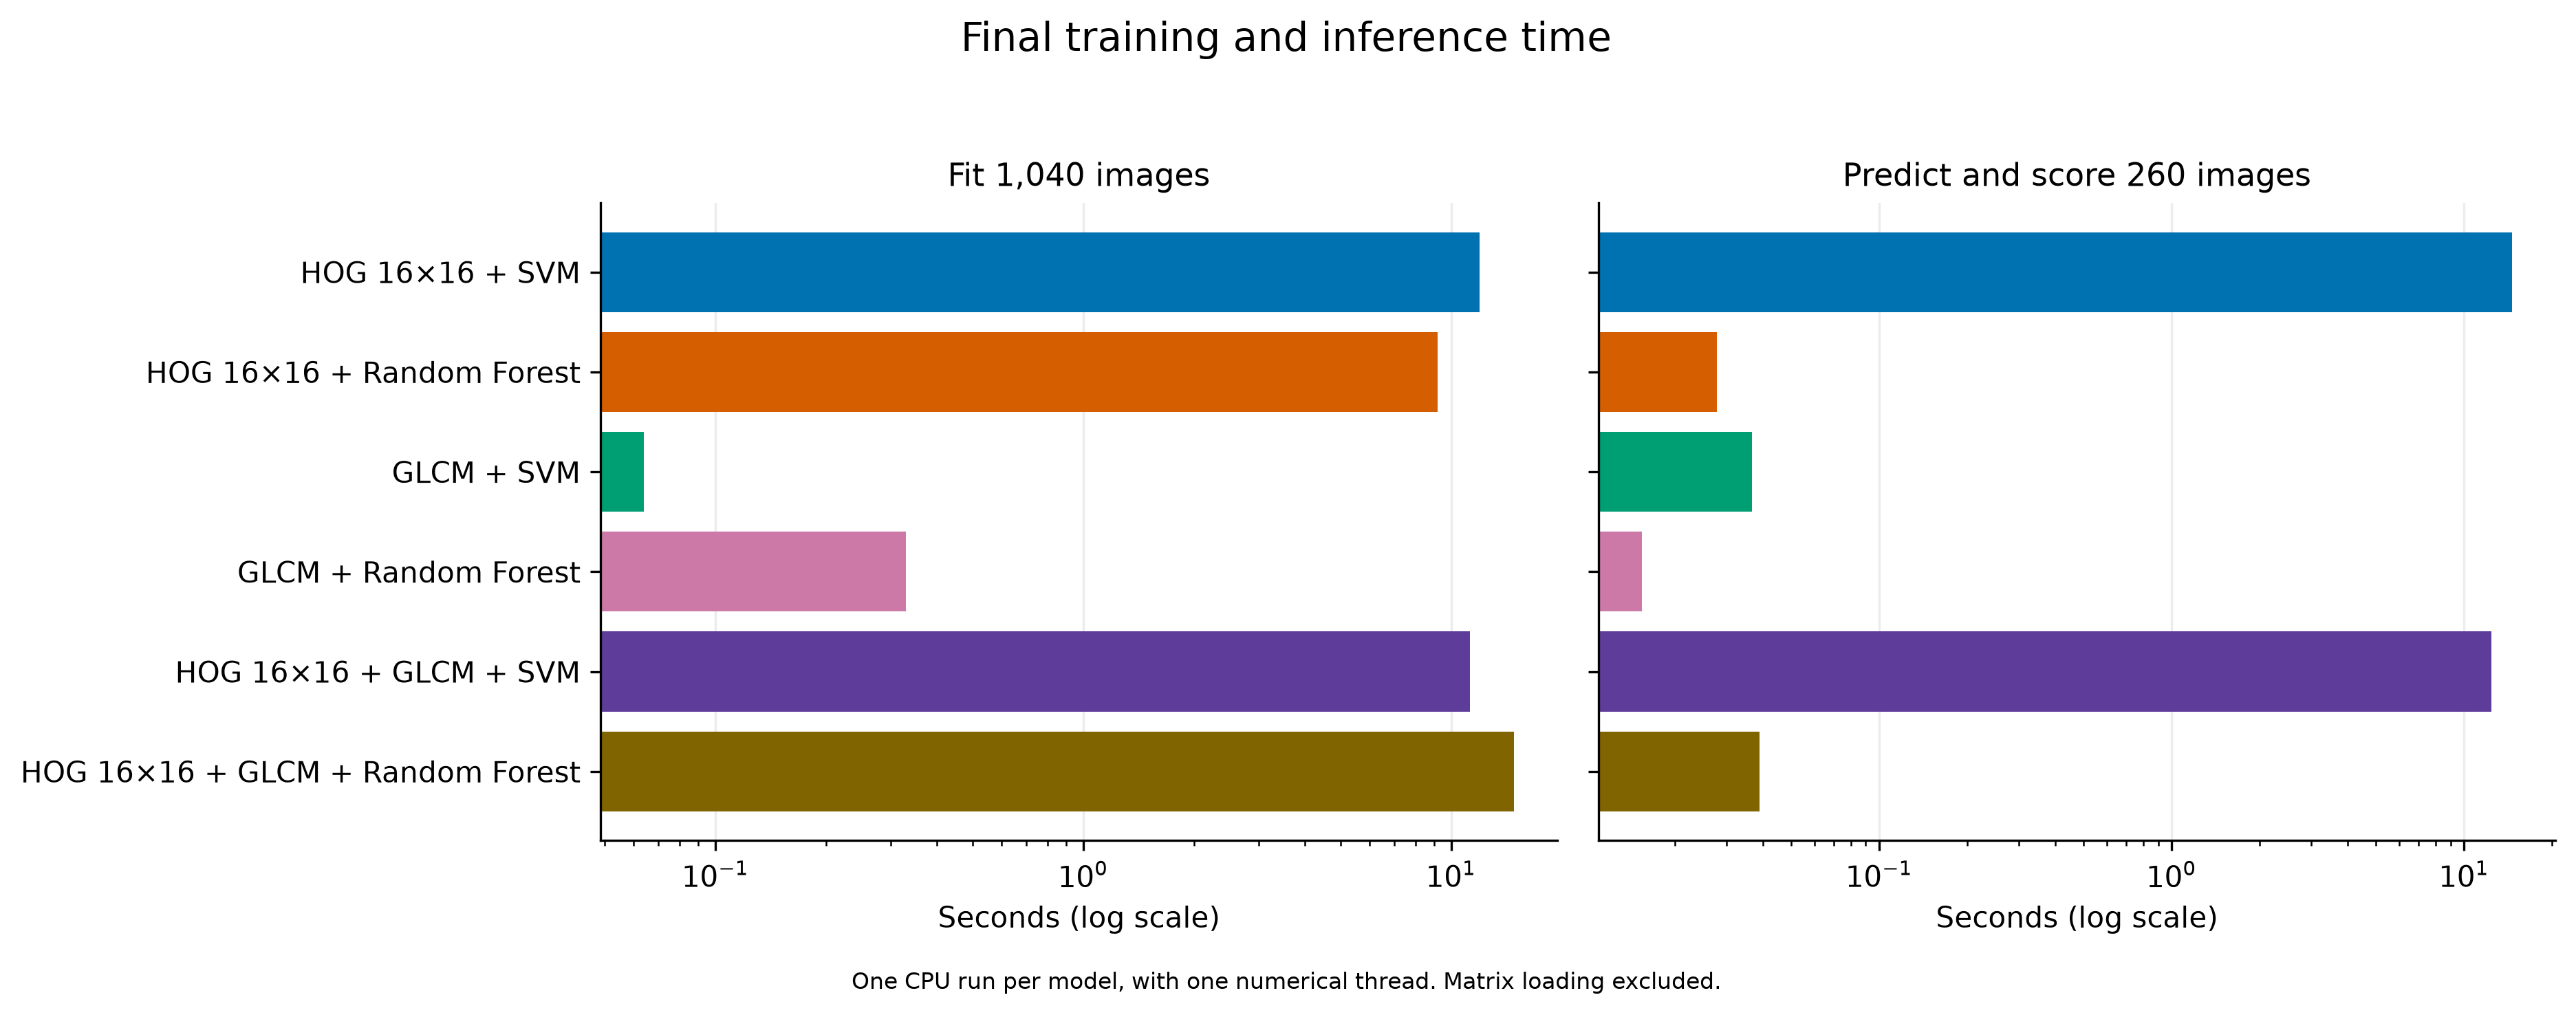 Final training and inference time
Fit 1,040 images
Predict and score 260 images
HOG 16×16 + SVM
HOG 16×16 + Random Forest
GLCM + SVM
GLCM + Random Forest
HOG 16×16 + GLCM + SVM
HOG 16×16 + GLCM + Random Forest
10⁻¹ 10⁰ 10¹
10⁻¹ 10⁰ 10¹
Seconds (log scale)
Seconds (log scale)
One CPU run per model, with one numerical thread. Matrix loading excluded.